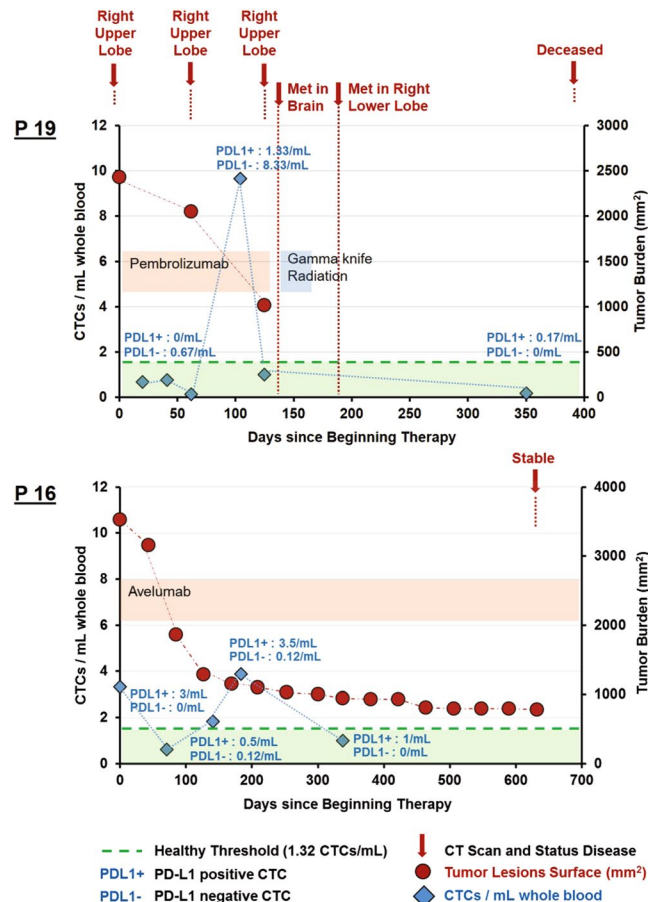 Right
Upper
Lobe
Right
Upper
Lobe
Right
Upper
Lobe
Met in
Brain
Met in Right
Lower Lobe
Deceased
P 19
12
10
8
6
4
2
0
CTCs / mL whole blood
PDL1+ : 1.33/mL
PDL1- : 8.33/mL
Pembrolizumab
Gamma knife
Radiation
PDL1+ : 0/mL
PDL1- : 0.67/mL
PDL1+ : 0.17/mL
PDL1- : 0/mL
3000
2500
2000
1500
1000
500
0
Tumor Burden (mm²)
0 50 100 150 200 250 300 350 400
Days since Beginning Therapy
Stable
P 16
12
10
8
6
4
2
0
CTCs / mL whole blood
Avelumab
PDL1+ : 3.5/mL
PDL1- : 0.12/mL
PDL1+ : 3/mL
PDL1- : 0/mL
PDL1+ : 0.5/mL
PDL1- : 0.12/mL
PDL1+ : 1/mL
PDL1- : 0/mL
4000
3000
2000
1000
0
Tumor Burden (mm²)
0 100 200 300 400 500 600 700
Days since Beginning Therapy
Healthy Threshold (1.32 CTCs/mL)
PDL1+ PD-L1 positive CTC
PDL1- PD-L1 negative CTC
CT Scan and Status Disease
Tumor Lesions Surface (mm²)
CTCs / mL whole blood